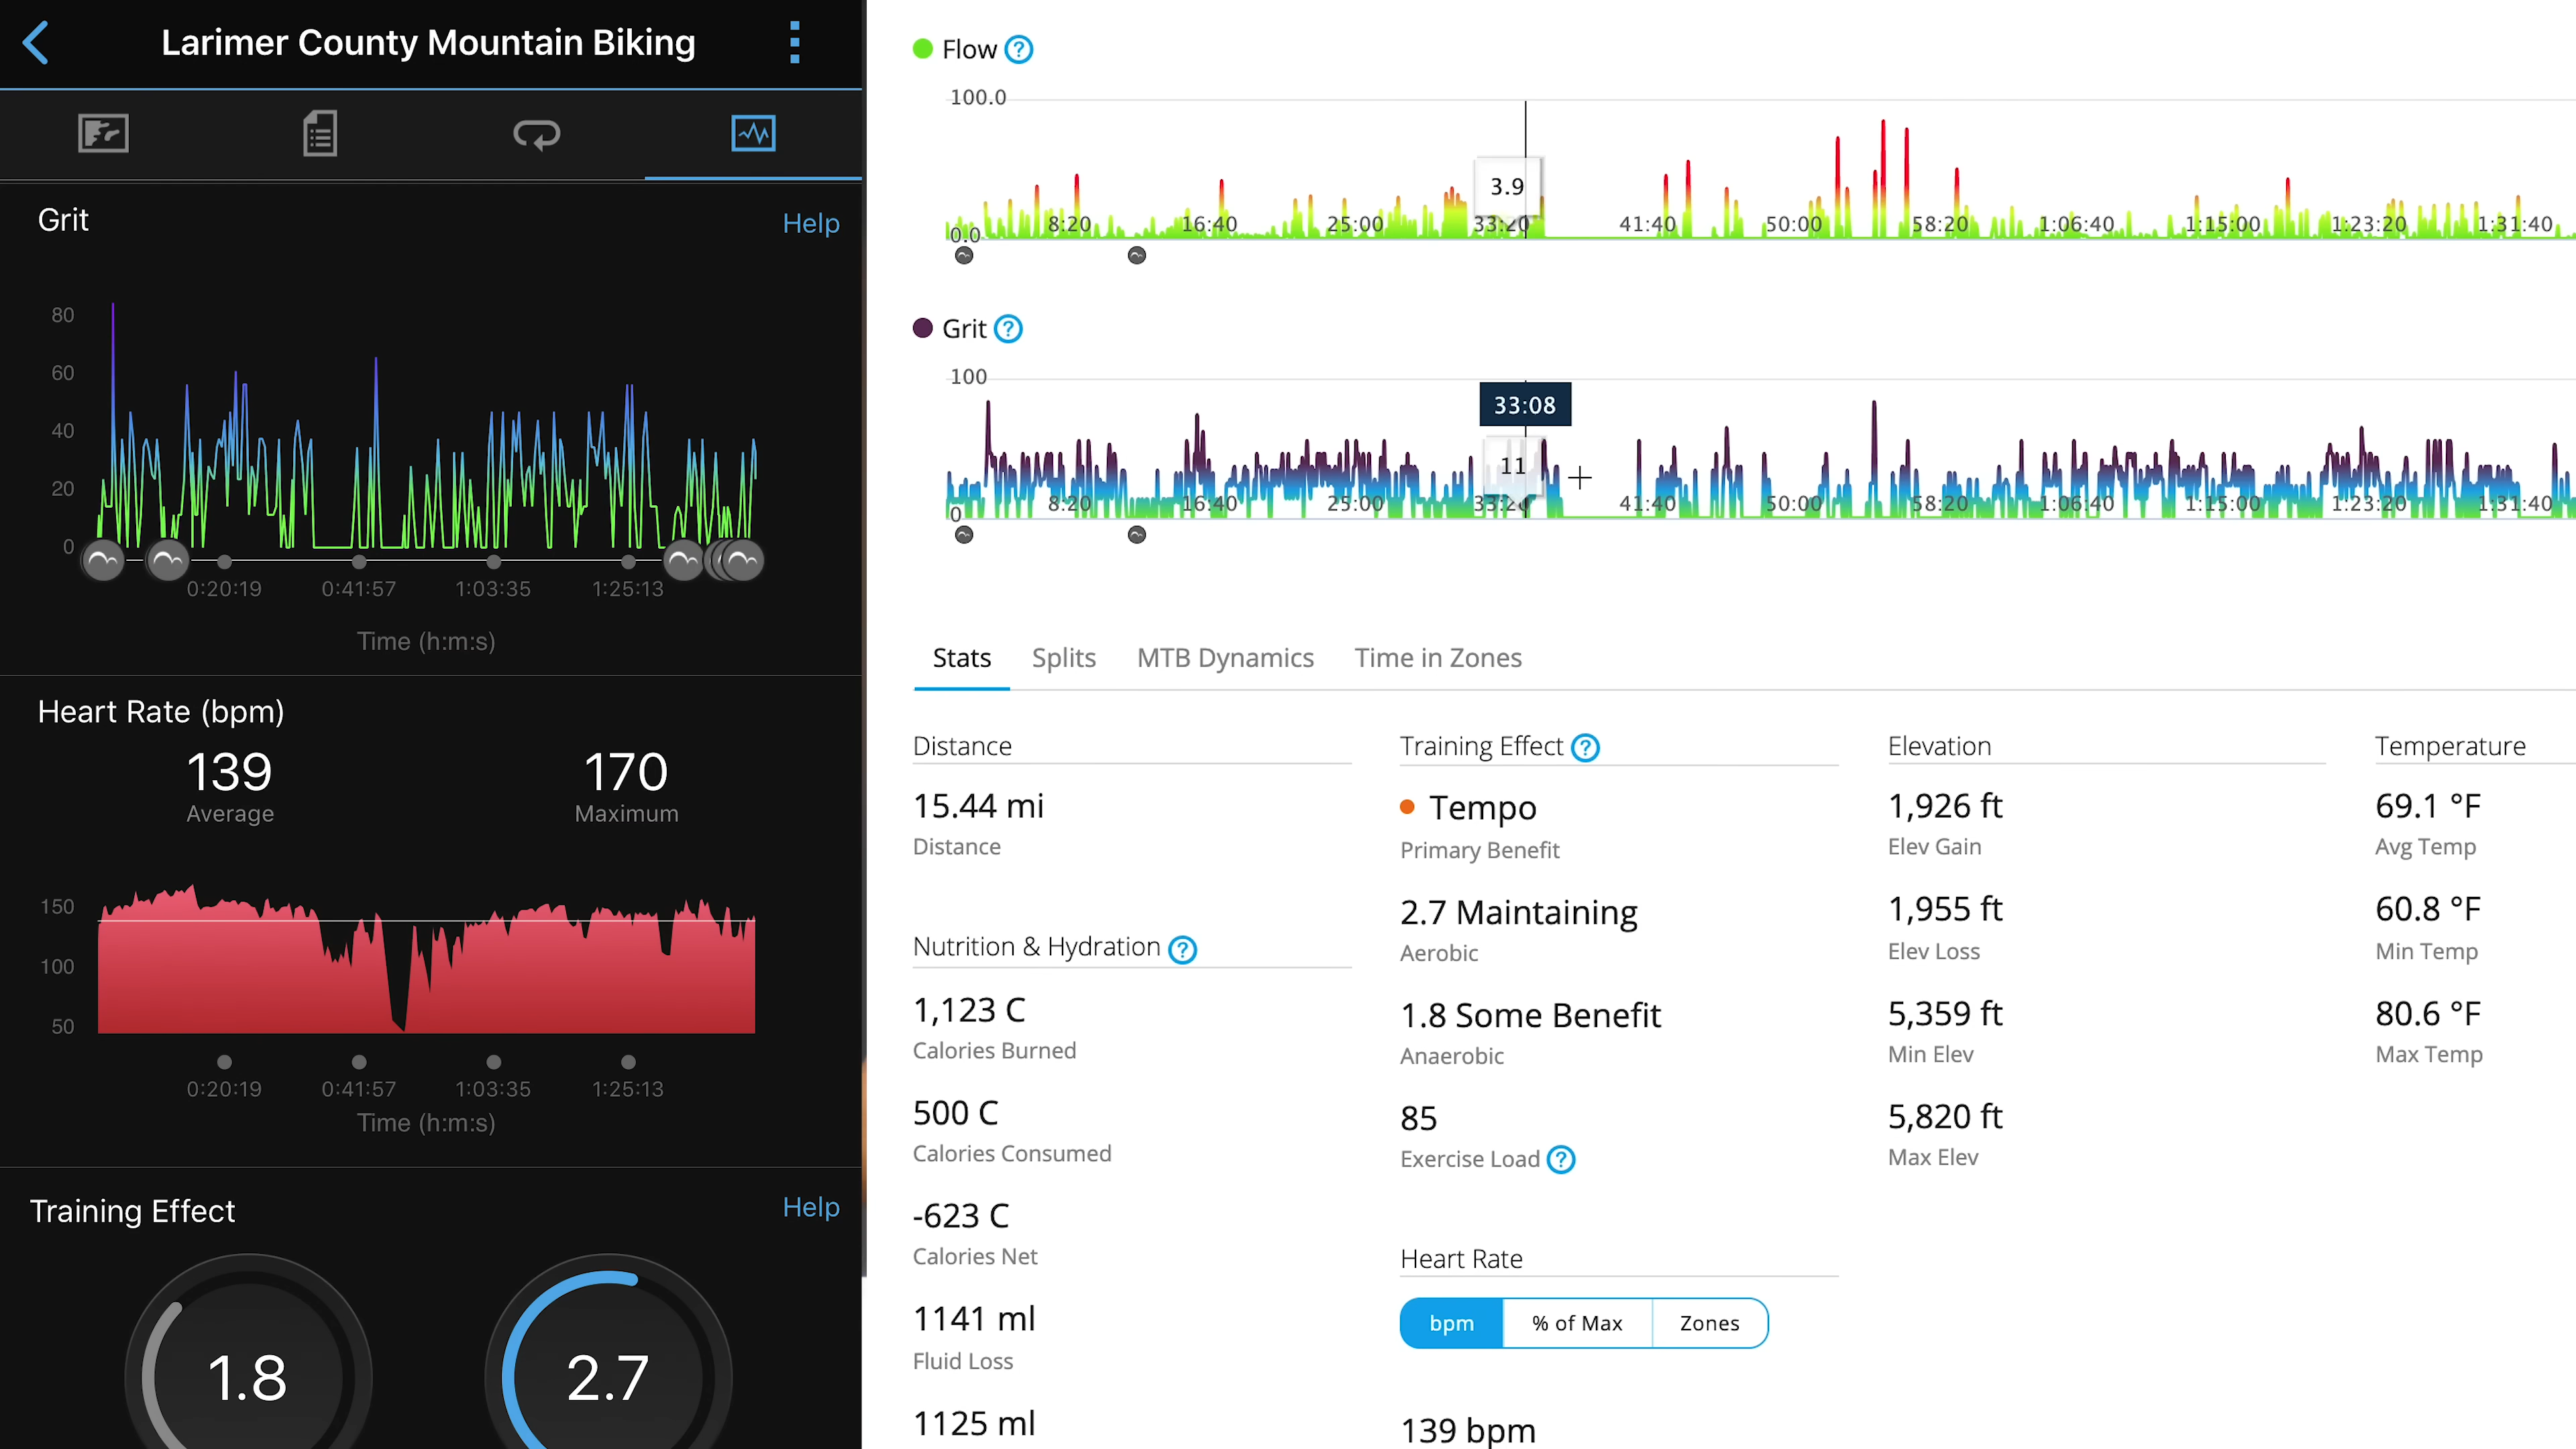 Larimer County Mountain Biking
Grit
Help
80
60
40
20
0
0:20:19 0:41:57 1:03:35 1:25:13
Time (h:m:s)
Heart Rate (bpm)
139 170
Average Maximum
150
100
50
0:20:19 0:41:57 1:03:35 1:25:13
Time (h:m:s)
Training Effect
Help
1.8 2.7
Flow ?
100.0
3.9
0.0
8:20 16:40 25:00 33:20 41:40 50:00 58:20 1:06:40 1:15:00 1:23:20 1:31:40
Grit ?
100
33:08
11
0
8:20 16:40 25:00 33:20 41:40 50:00 58:20 1:06:40 1:15:00 1:23:20 1:31:40
Stats Splits MTB Dynamics Time in Zones
Distance
15.44 mi
Distance
Nutrition & Hydration ?
1,123 C
Calories Burned
500 C
Calories Consumed
-623 C
Calories Net
1141 ml
Fluid Loss
1125 ml
Training Effect ?
Tempo
Primary Benefit
2.7 Maintaining
Aerobic
1.8 Some Benefit
Anaerobic
85
Exercise Load ?
Heart Rate
bpm % of Max Zones
139 bpm
Elevation
1,926 ft
Elev Gain
1,955 ft
Elev Loss
5,359 ft
Min Elev
5,820 ft
Max Elev
Temperature
69.1 °F
Avg Temp
60.8 °F
Min Temp
80.6 °F
Max Temp